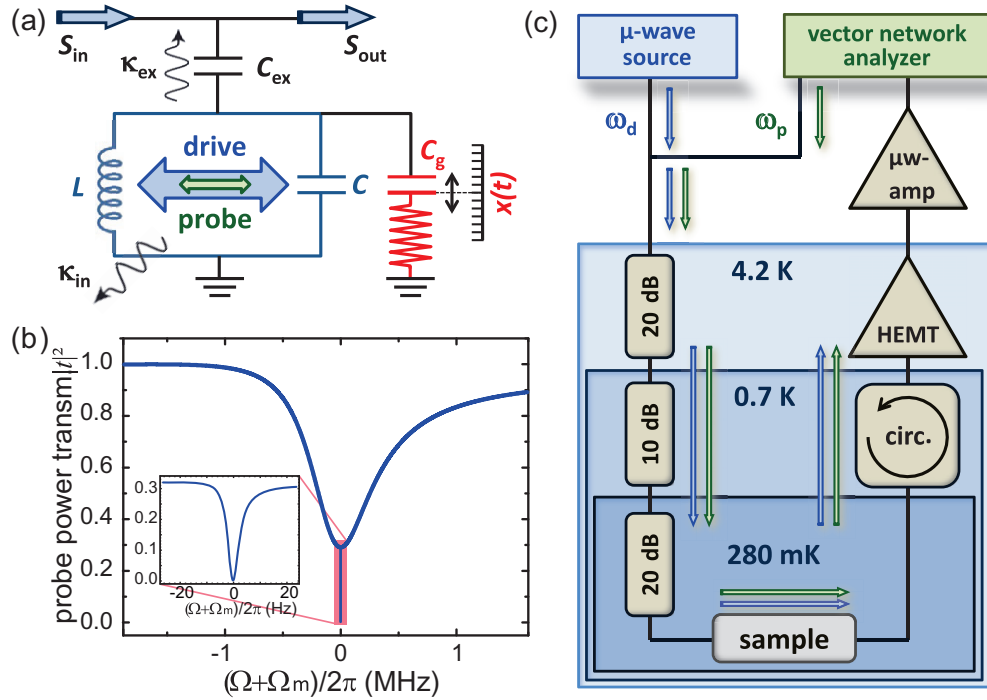 (a)
S_in
S_out
κ_ex
C_ex
L
drive
probe
C
C_g
x(t)
κ_in
(b)
probe power transm|t|²
1.0
0.8
0.6
0.4
0.2
0.0
-1
0
1
(Ω+Ω_m)/2π (MHz)
0.3
0.2
0.1
0.0
-20
0
20
(Ω+Ω_m)/2π (Hz)
(c)
μ-wave
source
vector network
analyzer
ω_d
ω_p
μw-
amp
4.2 K
20 dB
HEMT
0.7 K
10 dB
circ.
280 mK
20 dB
sample